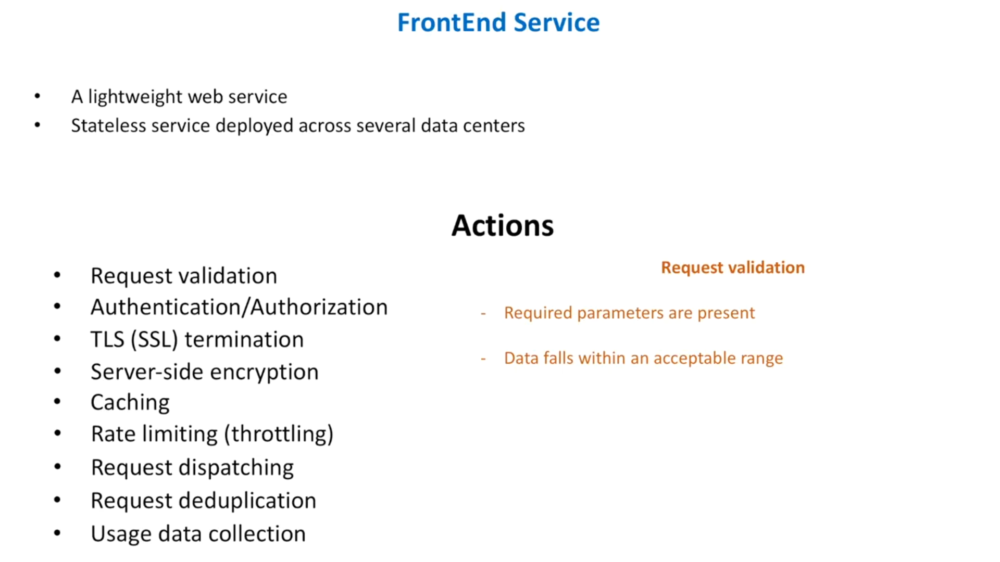 FrontEnd Service
• A lightweight web service
• Stateless service deployed across several data centers
Actions
• Request validation
• Authentication/Authorization
• TLS (SSL) termination
• Server-side encryption
• Caching
• Rate limiting (throttling)
• Request dispatching
• Request deduplication
• Usage data collection
Request validation
- Required parameters are present
- Data falls within an acceptable range